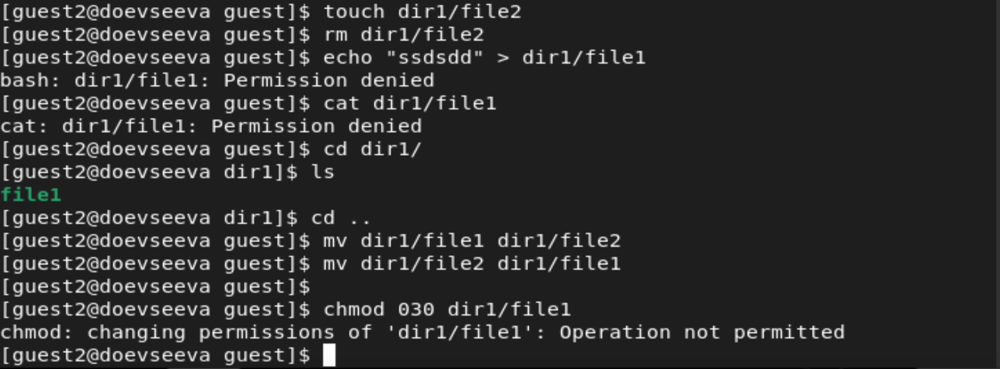 [guest2@doevseeva guest]$ touch dir1/file2
[guest2@doevseeva guest]$ rm dir1/file2
[guest2@doevseeva guest]$ echo "ssdsdd" > dir1/file1
bash: dir1/file1: Permission denied
[guest2@doevseeva guest]$ cat dir1/file1
cat: dir1/file1: Permission denied
[guest2@doevseeva guest]$ cd dir1/
[guest2@doevseeva dir1]$ ls
file1
[guest2@doevseeva dir1]$ cd ..
[guest2@doevseeva guest]$ mv dir1/file1 dir1/file2
[guest2@doevseeva guest]$ mv dir1/file2 dir1/file1
[guest2@doevseeva guest]$
[guest2@doevseeva guest]$ chmod 030 dir1/file1
chmod: changing permissions of 'dir1/file1': Operation not permitted
[guest2@doevseeva guest]$